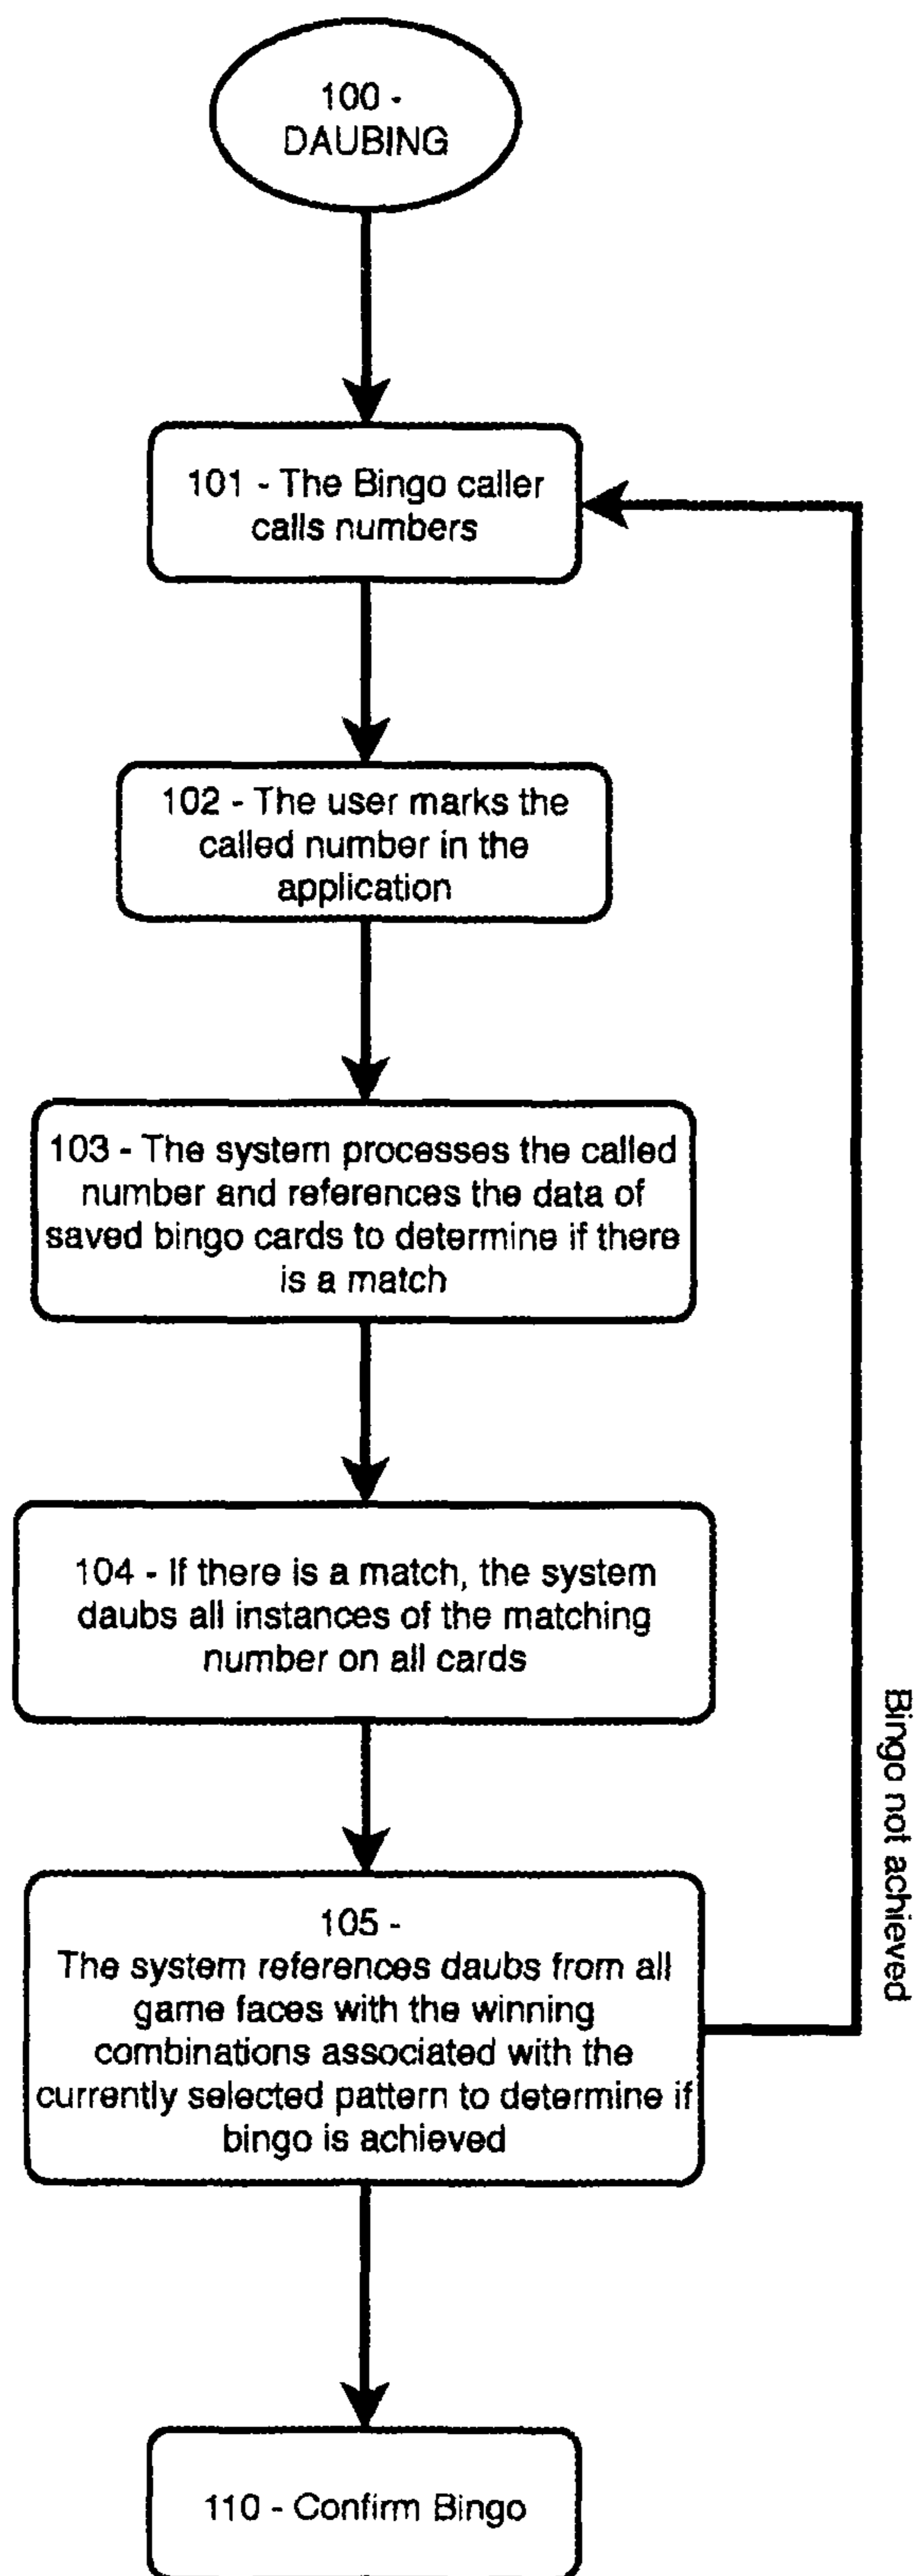 100 -
DAUBING
101 - The Bingo caller
calls numbers
102 - The user marks the
called number in the
application
103 - The system processes the called
number and references the data of
saved bingo cards to determine if there
is a match
104 - If there is a match, the system
daubs all instances of the matching
number on all cards
Bingo not achieved
105 -
The system references daubs from all
game faces with the winning
combinations associated with the
currently selected pattern to determine if
bingo is achieved
110 - Confirm Bingo